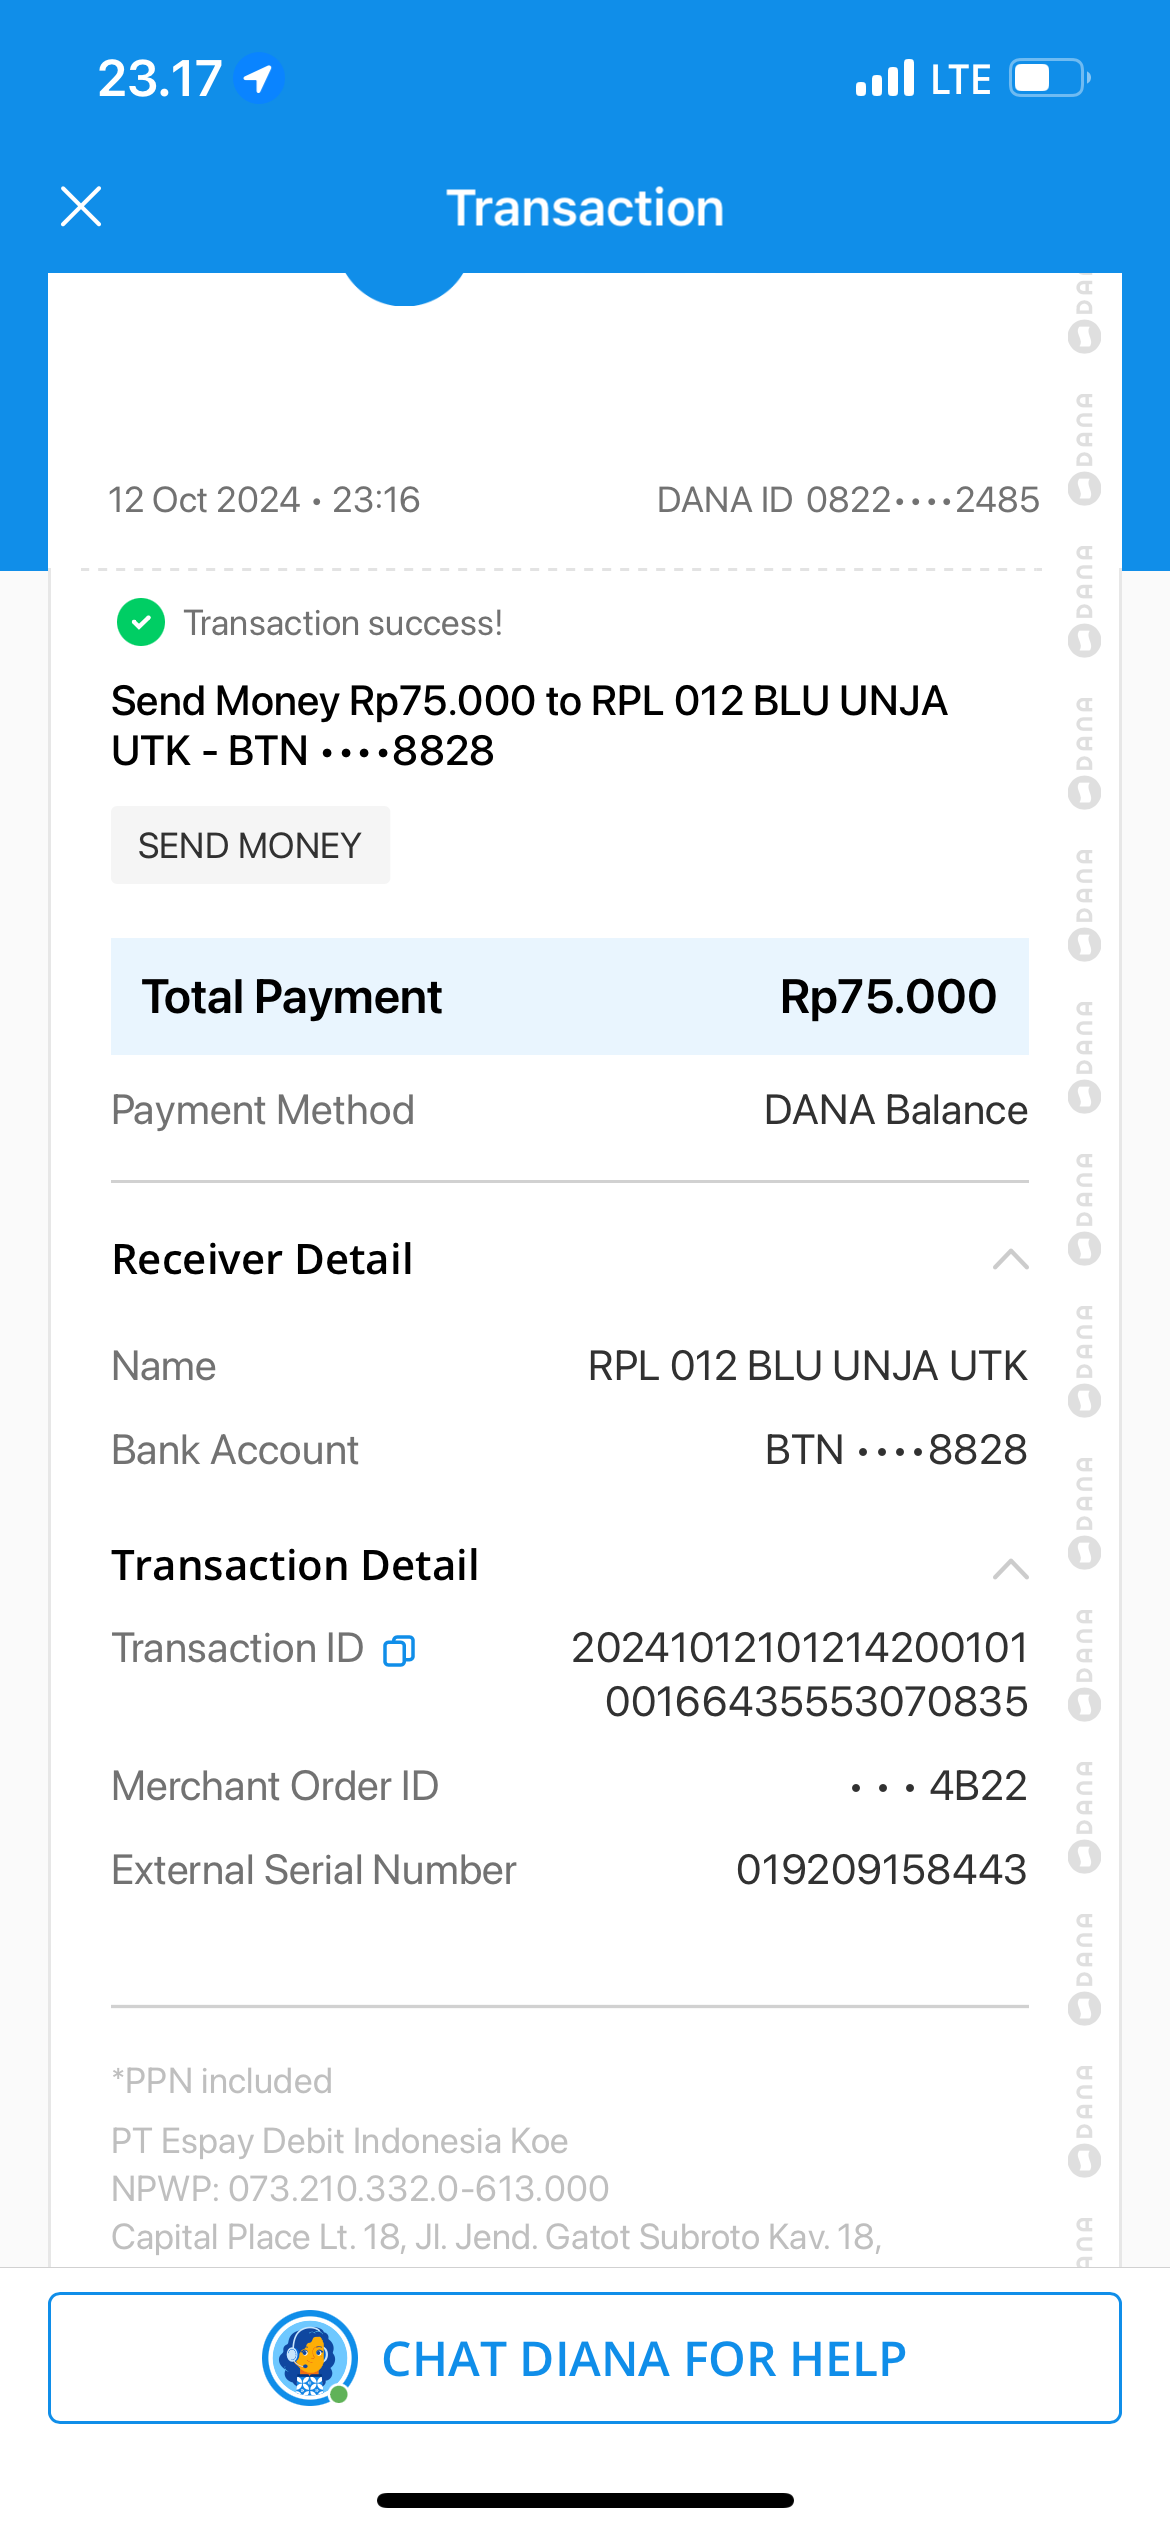 23.17
LTE
Transaction
12 Oct 2024 • 23:16
DANA ID 0822••••2485
Transaction success!
Send Money Rp75.000 to RPL 012 BLU UNJA
UTK - BTN ••••8828
SEND MONEY
Total Payment Rp75.000
Payment Method DANA Balance
Receiver Detail
Name RPL 012 BLU UNJA UTK
Bank Account BTN ••••8828
Transaction Detail
Transaction ID 20241012101214200101
00166435553070835
Merchant Order ID • • • 4B22
External Serial Number 019209158443
*PPN included
PT Espay Debit Indonesia Koe
NPWP: 073.210.332.0-613.000
Capital Place Lt. 18, Jl. Jend. Gatot Subroto Kav. 18,
CHAT DIANA FOR HELP
DANA
DANA
DANA
DANA
DANA
DANA
DANA
DANA
DANA
DANA
DANA
DANA